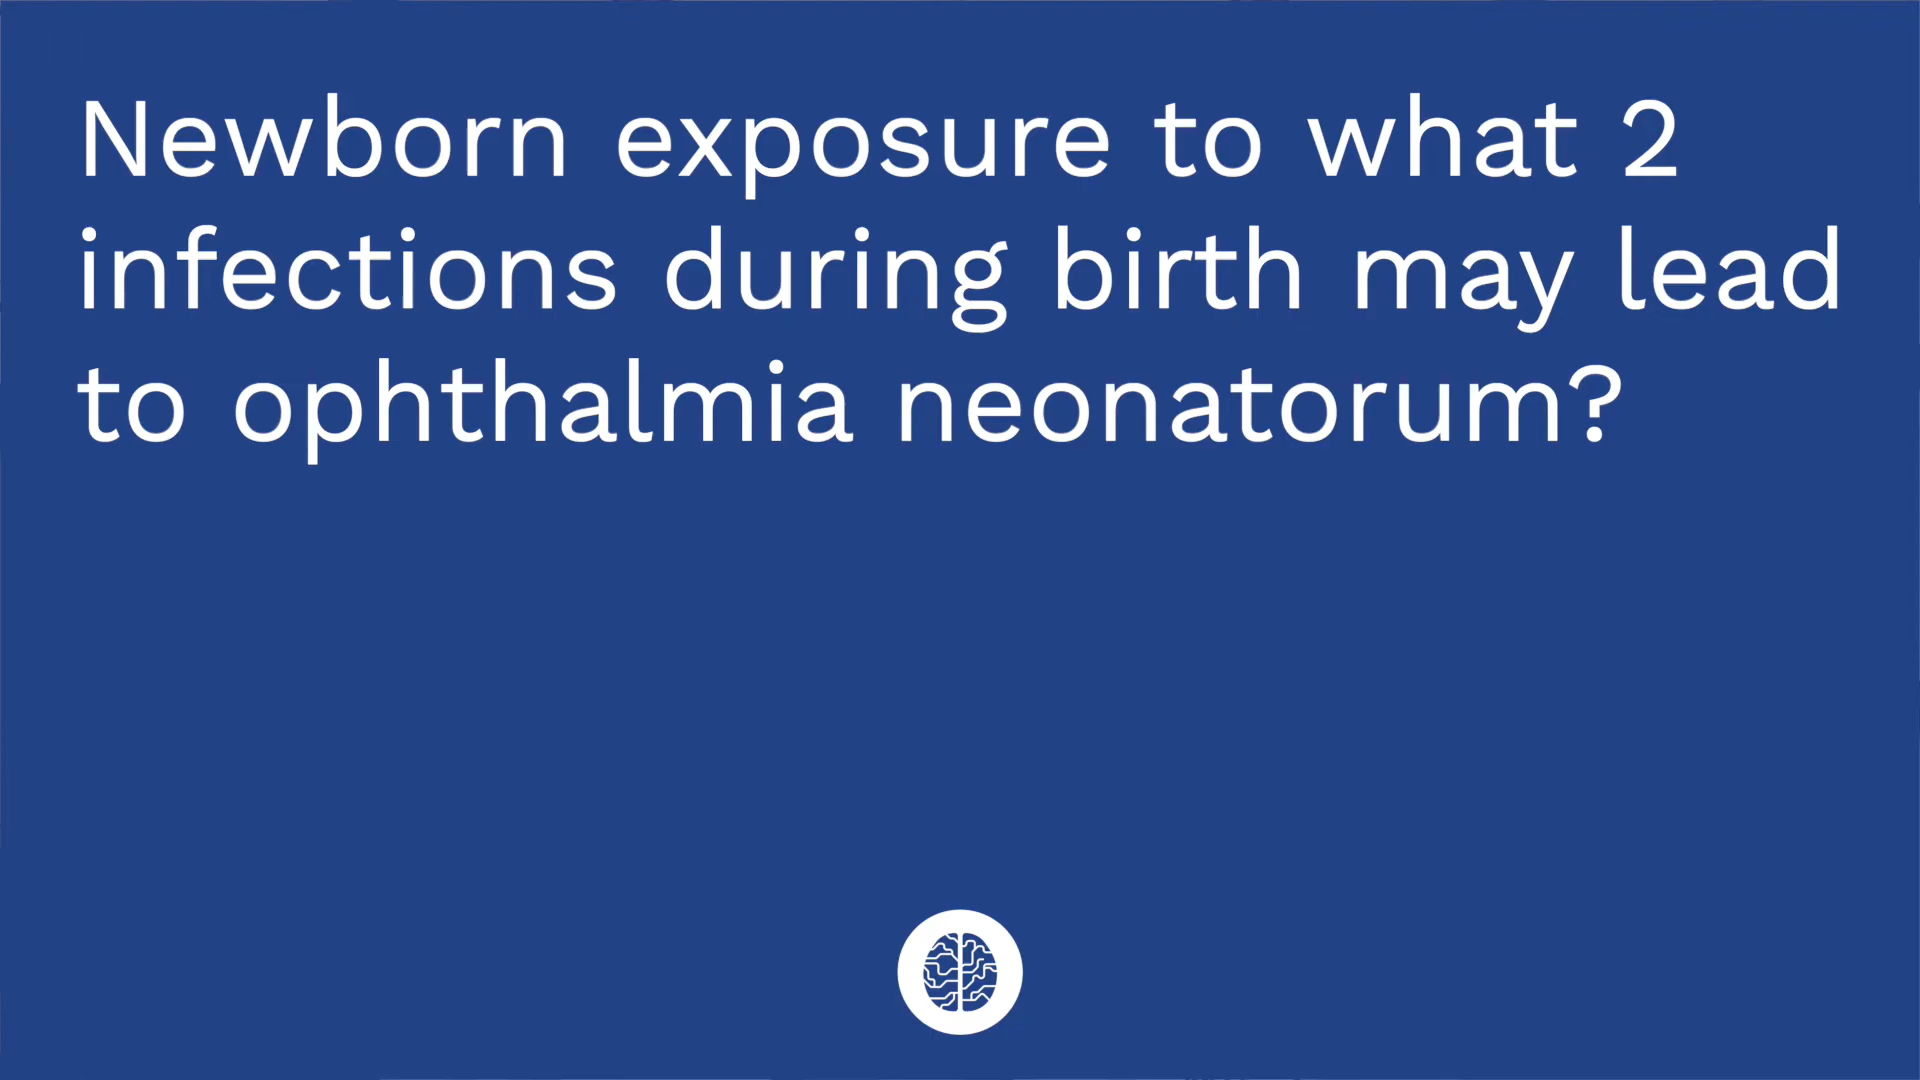 Newborn exposure to what 2
infections during birth may lead
to ophthalmia neonatorum?